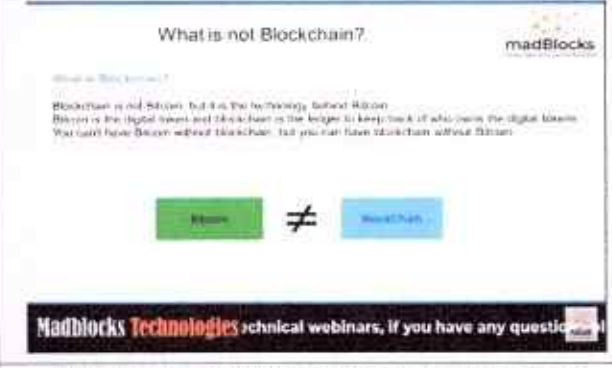 What is not Blockchain?
madBlocks
What is Blockchain?
Blockchain is not Bitcoin, but it is the technology behind Bitcoin
Bitcoin is the digital token and blockchain is the ledger to keep track of who owns the digital tokens
You can't have Bitcoin without blockchain, but you can have blockchain without Bitcoin
Bitcoin ≠ Blockchain
Madblocks Technologies echnical webinars, if you have any questio